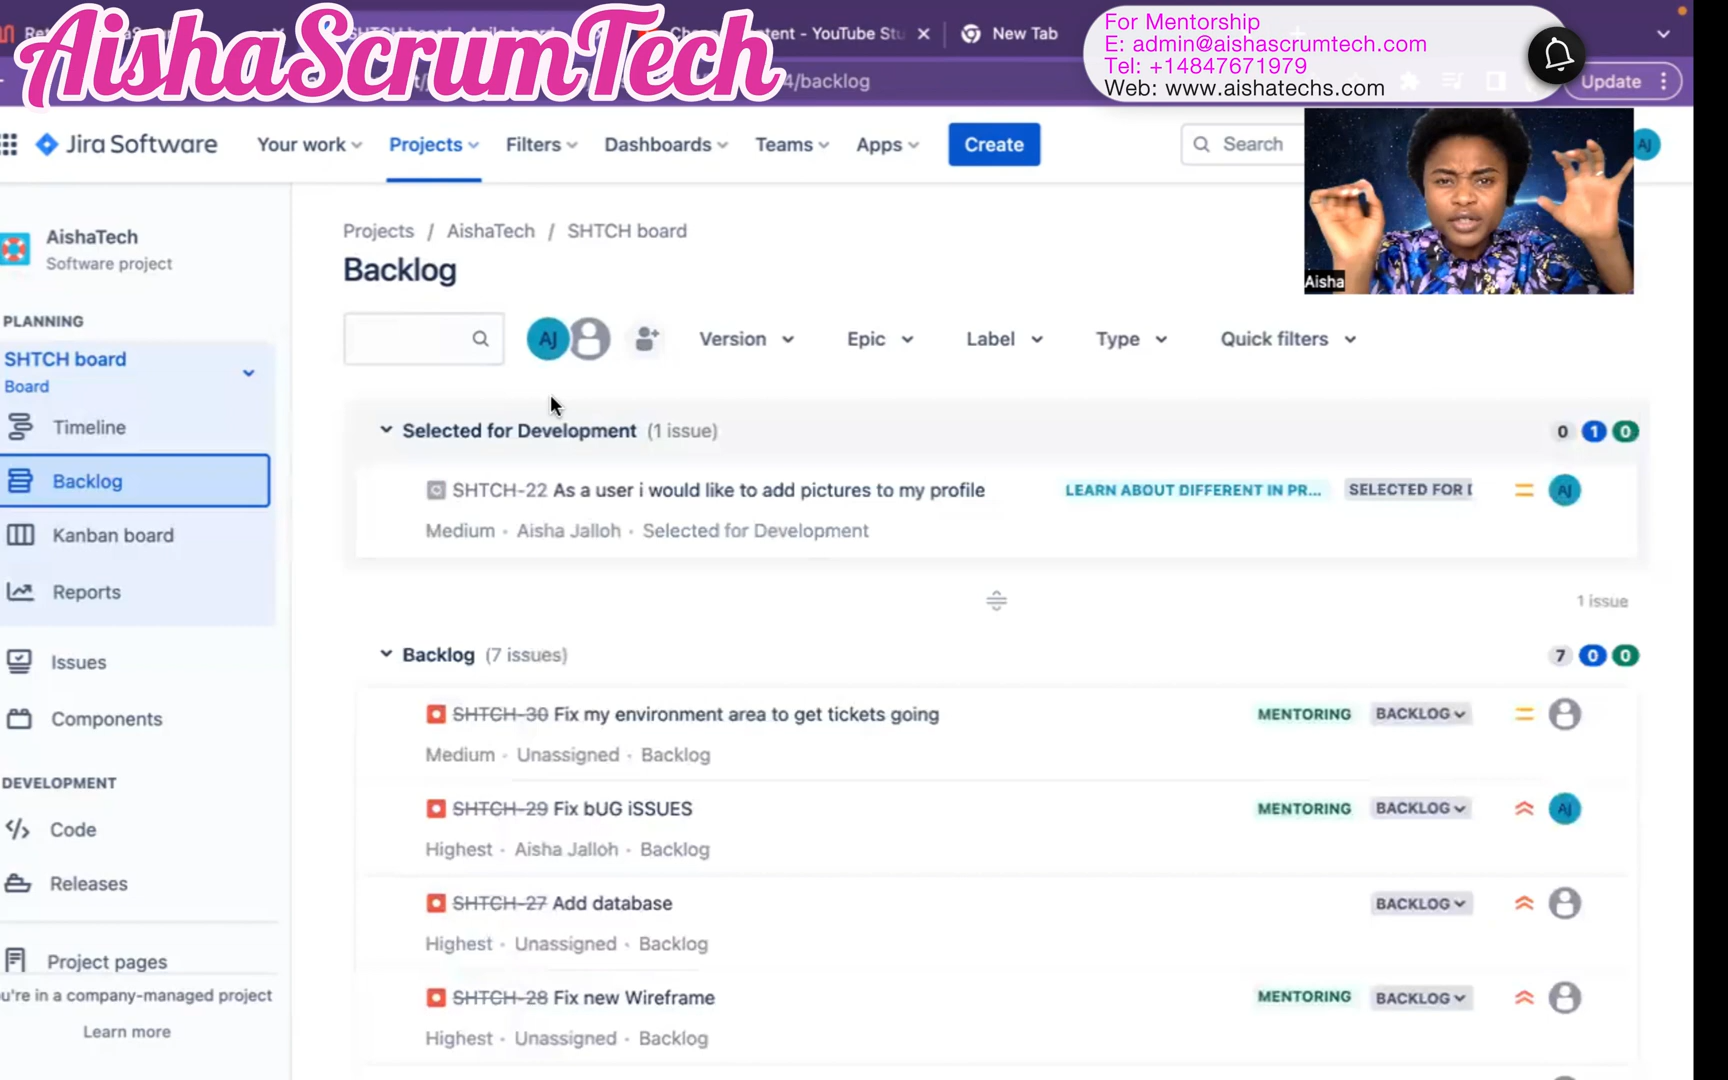 AishaScrumTech
For Mentorship
E: admin@aishascrumtech.com
Tel: +14847671979
Web: www.aishatechs.com
tent - YouTube Stu
New Tab
4/backlog
Update
Jira Software
Your work
Projects
Filters
Dashboards
Teams
Apps
Create
Search
AJ
Aisha
AishaTech
Software project
PLANNING
SHTCH board
Board
Timeline
Backlog
Kanban board
Reports
Issues
Components
DEVELOPMENT
Code
Releases
Project pages
u're in a company-managed project
Learn more
Projects / AishaTech / SHTCH board
Backlog
AJ
Version
Epic
Label
Type
Quick filters
Selected for Development (1 issue)
0 1 0
SHTCH-22 As a user i would like to add pictures to my profile
LEARN ABOUT DIFFERENT IN PR...
SELECTED FOR
AJ
Medium · Aisha Jalloh · Selected for Development
1 issue
Backlog (7 issues)
7 0 0
SHTCH-30 Fix my environment area to get tickets going
MENTORING
BACKLOG
Medium · Unassigned · Backlog
SHTCH-29 Fix bUG iSSUES
MENTORING
BACKLOG
AJ
Highest · Aisha Jalloh · Backlog
SHTCH-27 Add database
BACKLOG
Highest · Unassigned · Backlog
SHTCH-28 Fix new Wireframe
MENTORING
BACKLOG
Highest · Unassigned · Backlog